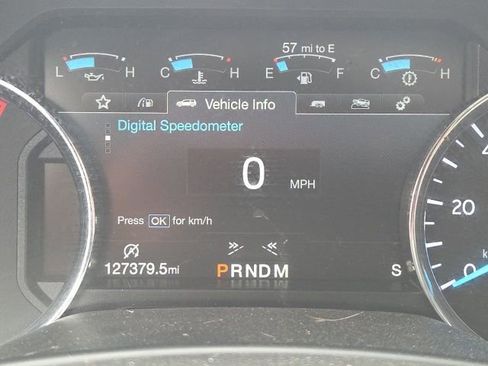 57 mi to E
L H C H E F C H
Vehicle Info
Digital Speedometer
0 MPH
Press OK for km/h
20
127379.5mi PRNDM S 0